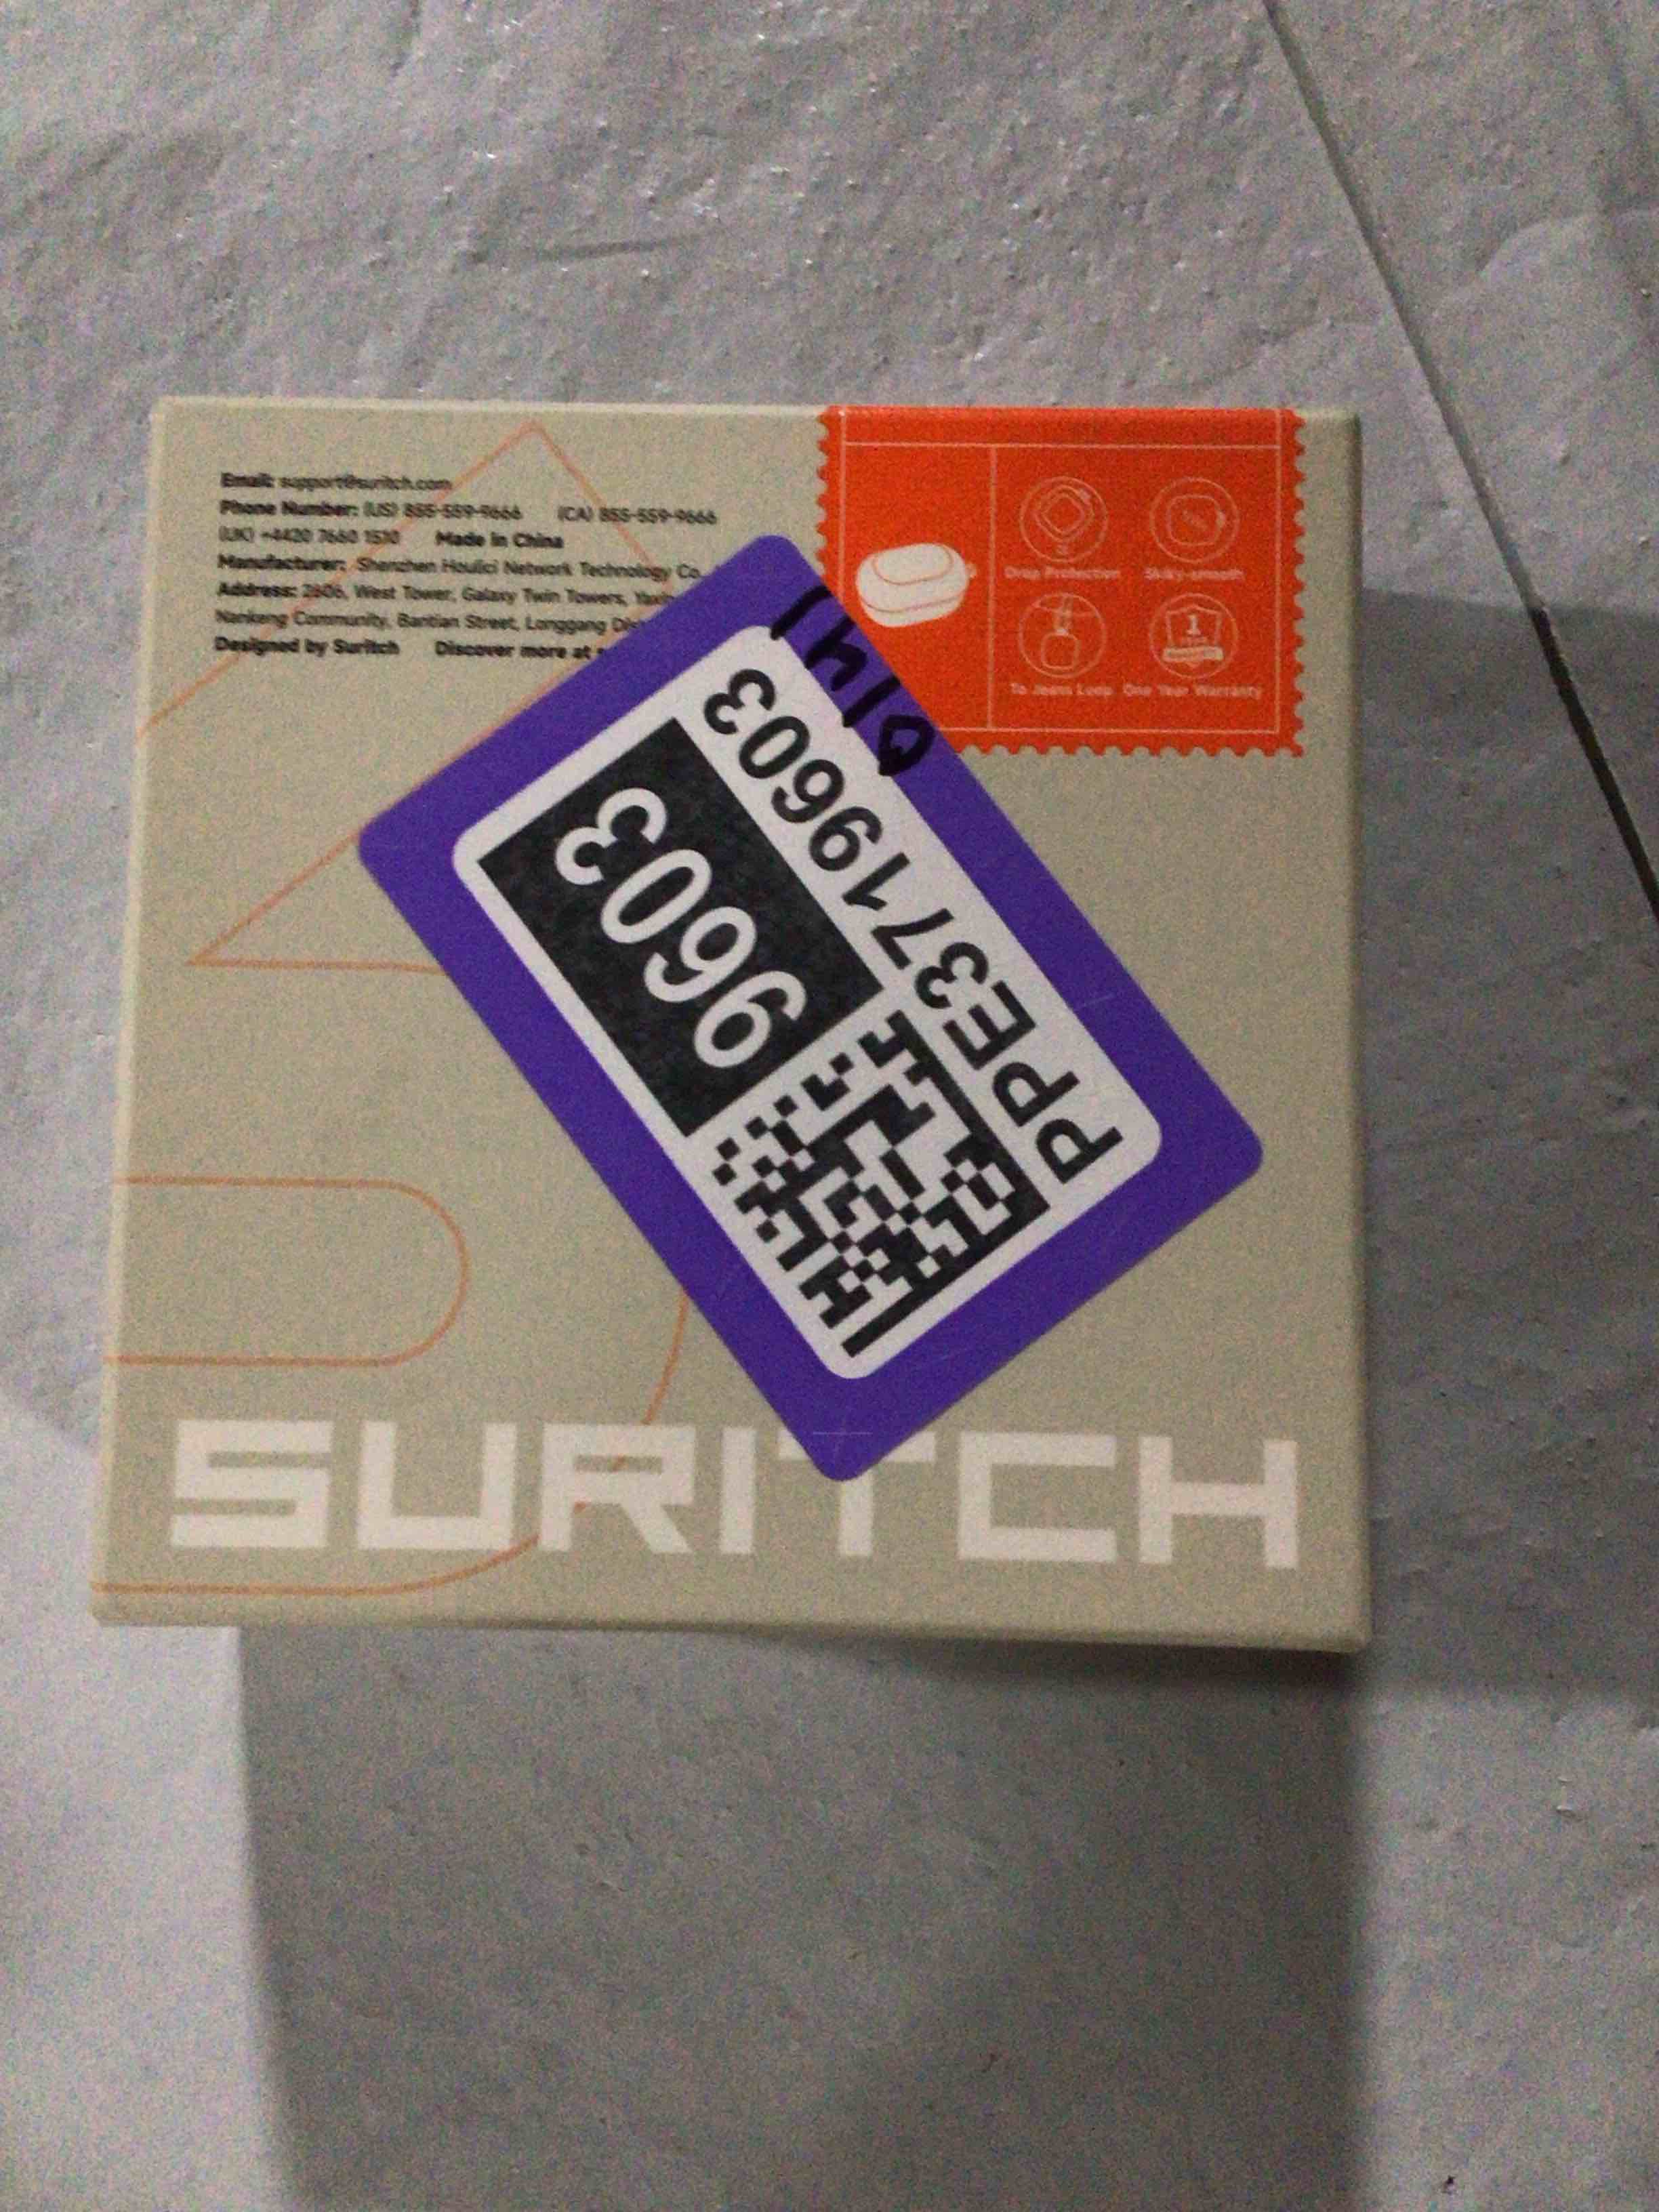 Email: support@suritch.com
Phone Number: (US) 855-559-9666 (CA) 855-559-9666
(UK) +4420 7660 1510 Made in China
Manufacturer: Shenzhen Houlici Network Technology Co.
Address: 2606, West Tower, Galaxy Twin Towers,
Nankeng Community, Bantian Street, Longgang
Designed by Suritch Discover more at
Drop Protection Silky-smooth
1
To Jeans Loop One Year Warranty
9603
PPE3719603
SURITCH